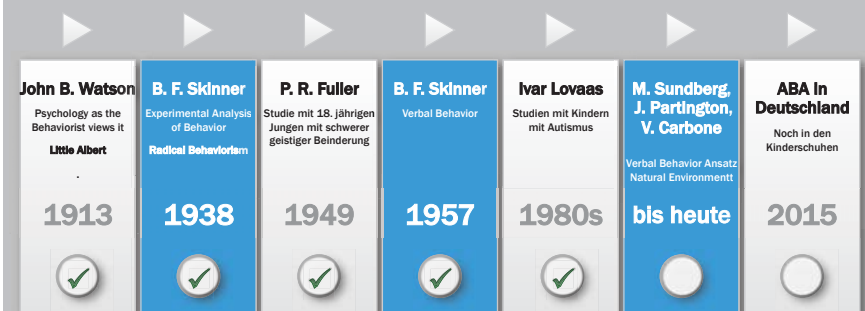 John B. Watson
Psychology as the
Behaviorist views it
Little Albert
.
1913
B. F. Skinner
Experimental Analysis
of Behavior
Radical Behaviorism
1938
P. R. Fuller
Studie mit 18. jährigen
Jungen mit schwerer
geistiger Beinderung
1949
B. F. Skinner
Verbal Behavior
1957
Ivar Lovaas
Studien mit Kindern
mit Autismus
1980s
M. Sundberg,
J. Partington,
V. Carbone
Verbal Behavior Ansatz
Natural Environmentt
bis heute
ABA in
Deutschland
Noch in den
Kinderschuhen
2015